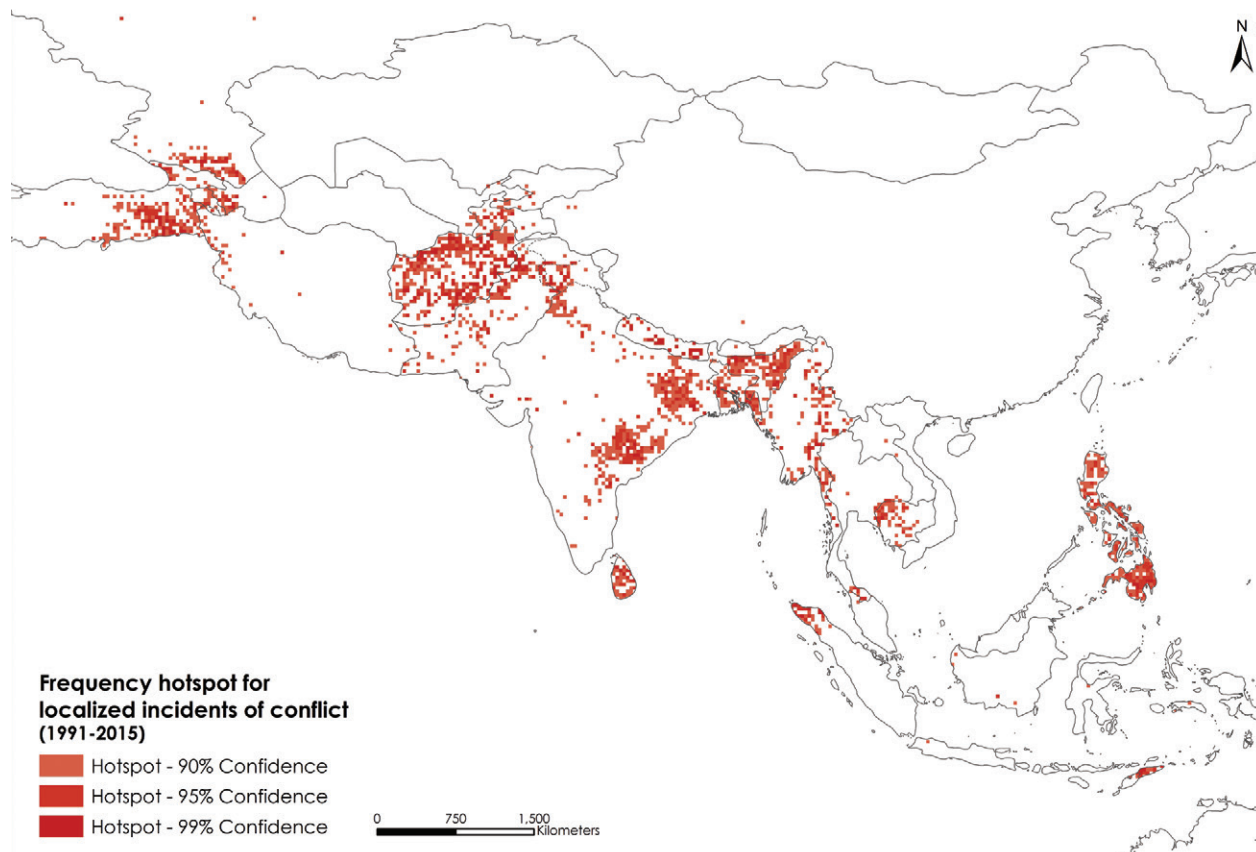 N
Frequency hotspot for
localized incidents of conflict
(1991-2015)
Hotspot - 90% Confidence
Hotspot - 95% Confidence
Hotspot - 99% Confidence
0 750 1,500
Kilometers